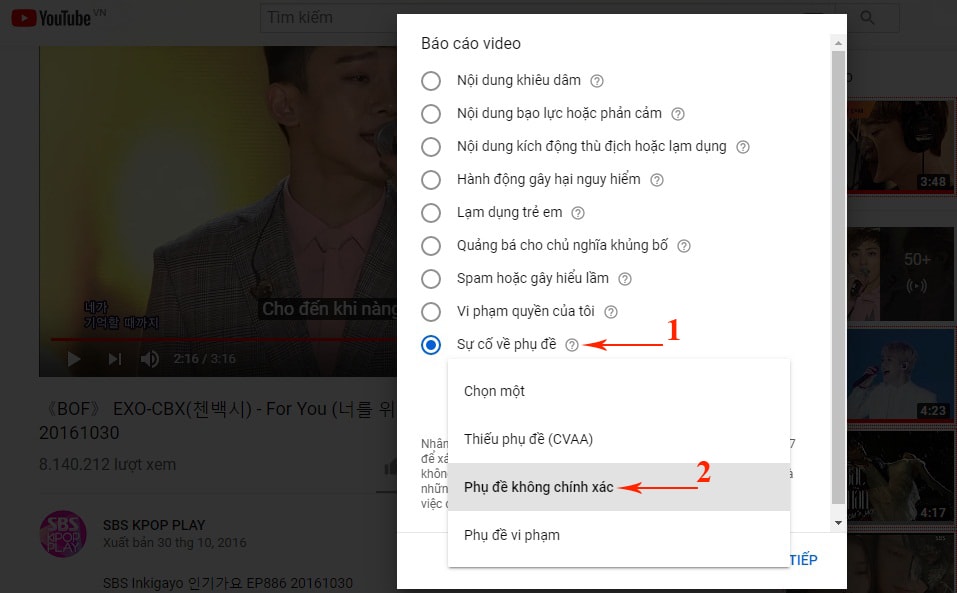 YouTube VN
Tìm kiếm
Báo cáo video
Nội dung khiêu dâm
Nội dung bạo lực hoặc phản cảm
Nội dung kích động thù địch hoặc lạm dụng
Hành động gây hại nguy hiểm
Lạm dụng trẻ em
Quảng bá cho chủ nghĩa khủng bố
Spam hoặc gây hiểu lầm
Vi phạm quyền của tôi
Sự cố về phụ đề
1
Chọn một
Thiếu phụ đề (CVAA)
Phụ đề không chính xác
2
Phụ đề vi phạm
TIẾP
Nhân
7
để xá
khôn
nhữn
việc
네가
기억할 때까지
Cho đến khi nàng
2:16 / 3:16
《BOF》 EXO-CBX(첸백시) - For You (너를 위
20161030
8.140.212 lượt xem
SBS
KPOP
PLAY
SBS KPOP PLAY
Xuất bản 30 thg 10, 2016
SBS Inkigayo 인기가요 EP886 20161030
3:48
50+
4:23
4:17